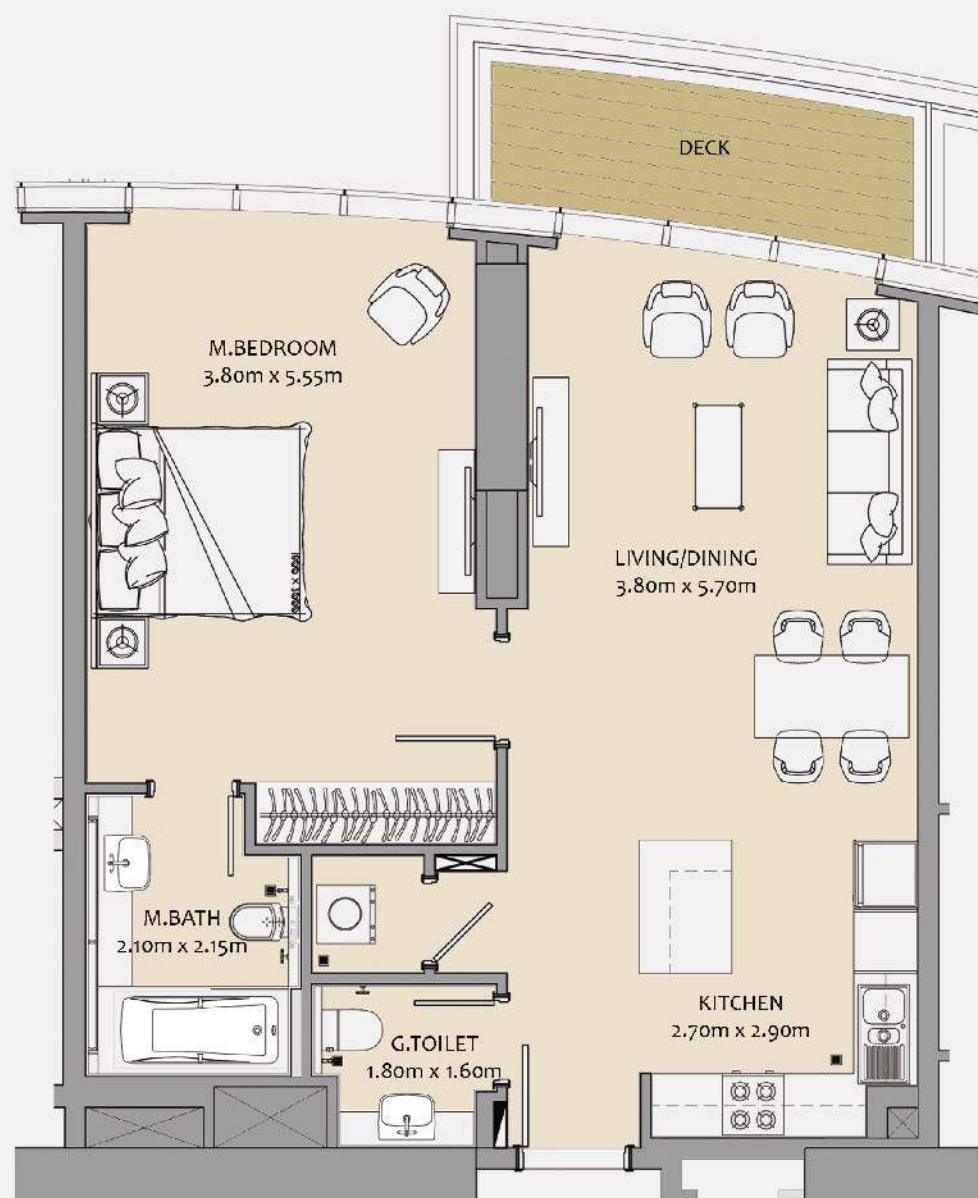 DECK
M.BEDROOM
3.80m x 5.55m
LIVING/DINING
3.80m x 5.70m
M.BATH
2.10m x 2.15m
KITCHEN
2.70m x 2.90m
G.TOILET
1.80m x 1.60m